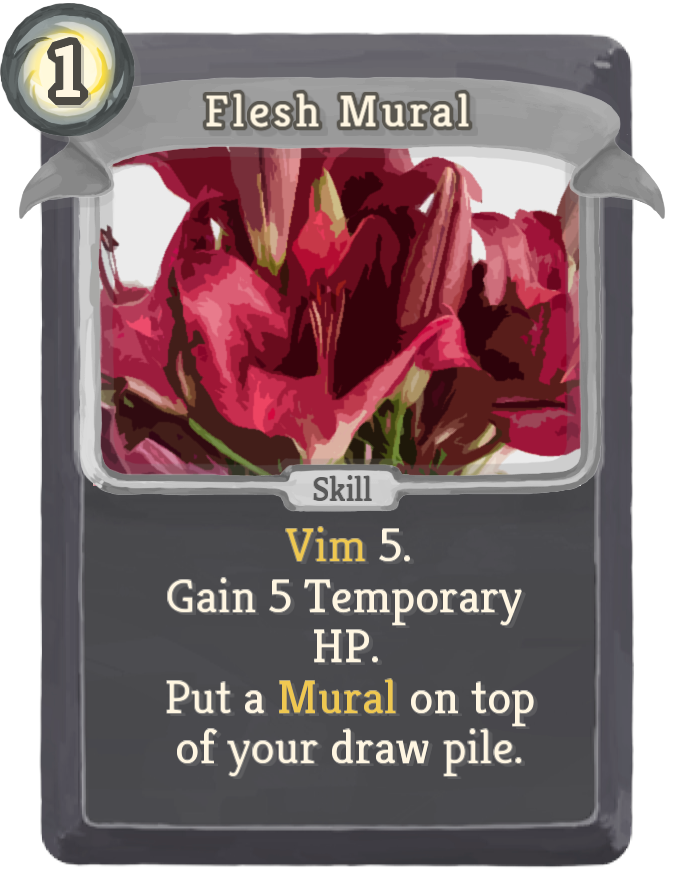 1
Flesh Mural
Skill
Vim 5.
Gain 5 Temporary
HP.
Put a Mural on top
of your draw pile.